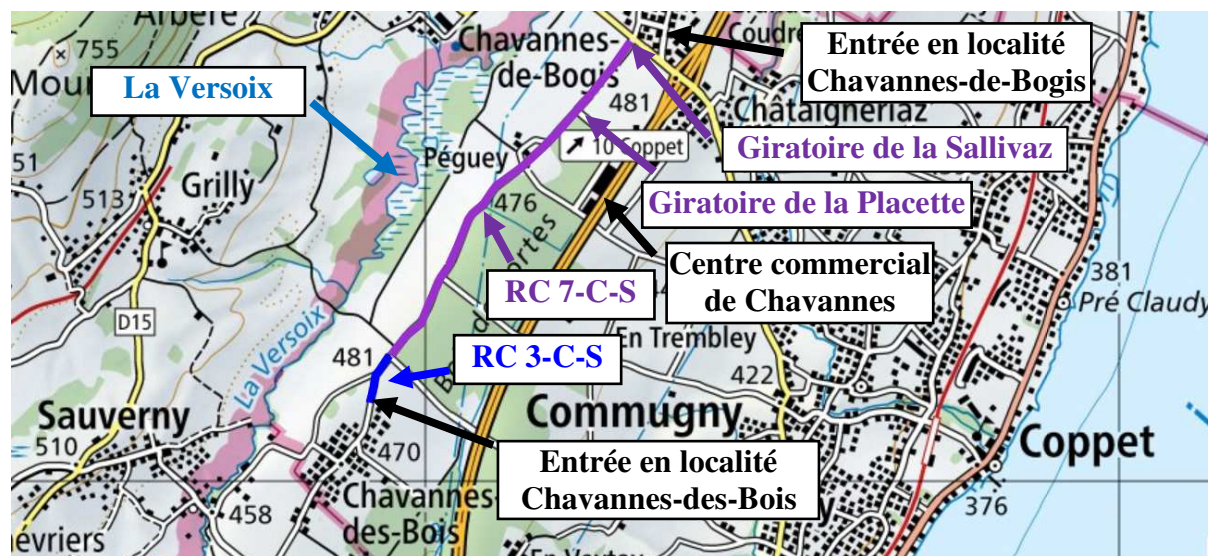 Arbère
755
Chavannes-
de-Bogis
Entrée en localité
Chavannes-de-Bogis
La Versoix
481
Châtaigneriaz
51
513
Grilly
Péguey
10 Coppet
Giratoire de la Sallivaz
476
Giratoire de la Placette
381
Pré Claudy
RC 7-C-S
Centre commercial
de Chavannes
D15
La Versoix
481
RC 3-C-S
En Trembley
422
Sauverny
510
Commugny
Coppet
470
Entrée en localité
Chavannes-des-Bois
376
458
Chavannes-
des-Bois